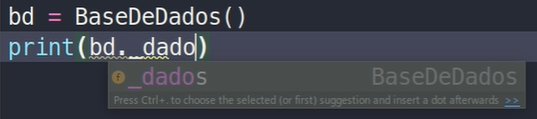 bd = BaseDeDados()
print(bd._dado)
f _dados BaseDeDados
Press Ctrl+. to choose the selected (or first) suggestion and insert a dot afterwards >>